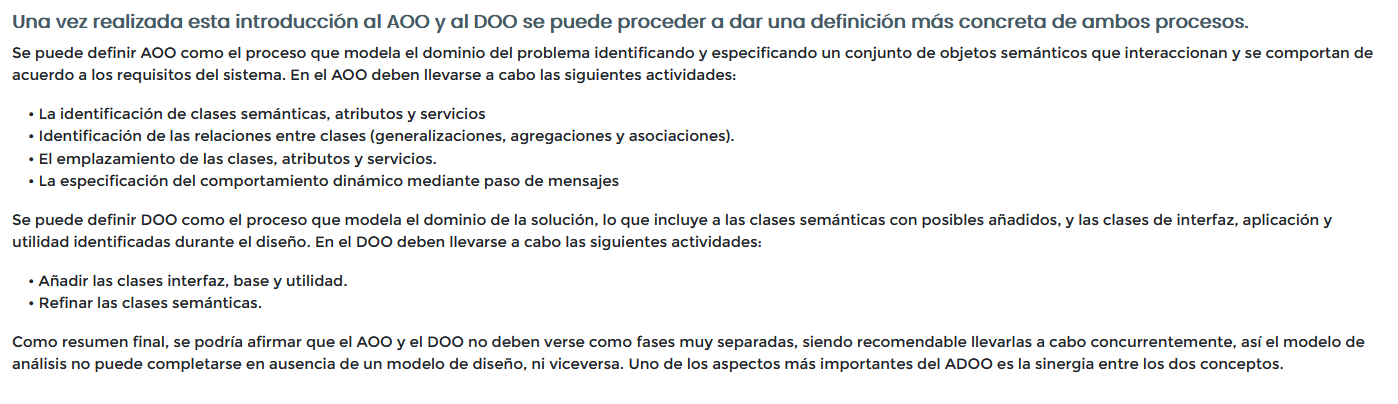 Una vez realizada esta introducción al AOO y al DOO se puede proceder a dar una definición más concreta de ambos procesos.
Se puede definir AOO como el proceso que modela el dominio del problema identificando y especificando un conjunto de objetos semánticos que interaccionan y se comportan de
acuerdo a los requisitos del sistema. En el AOO deben llevarse a cabo las siguientes actividades:
• La identificación de clases semánticas, atributos y servicios
• Identificación de las relaciones entre clases (generalizaciones, agregaciones y asociaciones).
• El emplazamiento de las clases, atributos y servicios.
• La especificación del comportamiento dinámico mediante paso de mensajes
Se puede definir DOO como el proceso que modela el dominio de la solución, lo que incluye a las clases semánticas con posibles añadidos, y las clases de interfaz, aplicación y
utilidad identificadas durante el diseño. En el DOO deben llevarse a cabo las siguientes actividades:
• Añadir las clases interfaz, base y utilidad.
• Refinar las clases semánticas.
Como resumen final, se podría afirmar que el AOO y el DOO no deben verse como fases muy separadas, siendo recomendable llevarlas a cabo concurrentemente, así el modelo de
análisis no puede completarse en ausencia de un modelo de diseño, ni viceversa. Uno de los aspectos más importantes del ADOO es la sinergia entre los dos conceptos.